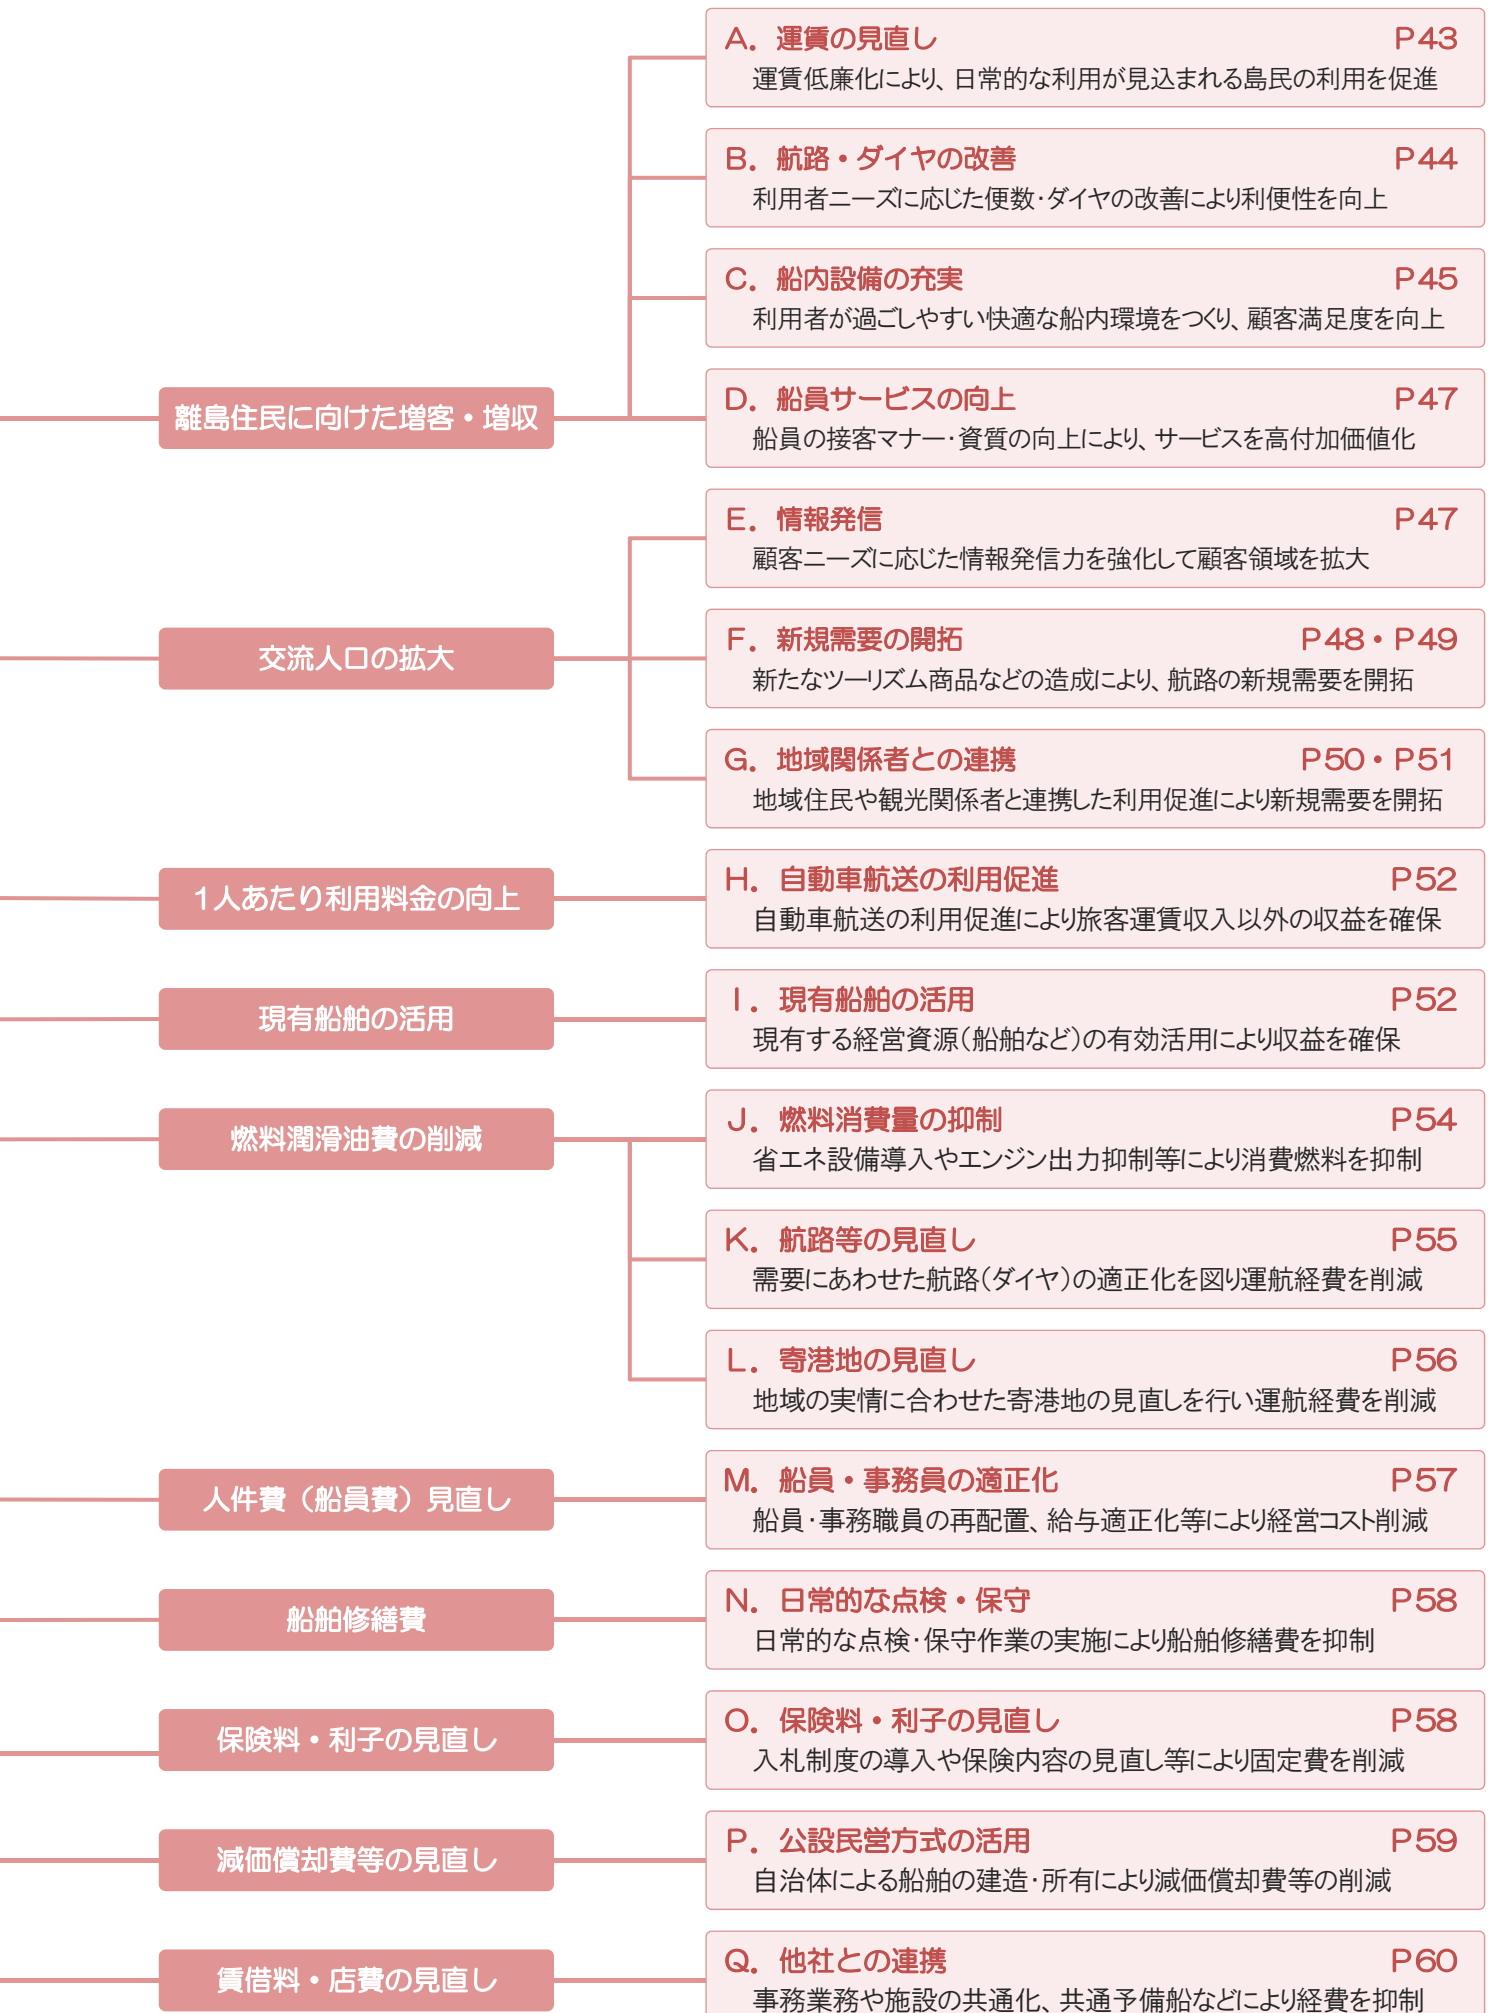 離島住民に向けた増客・増収
A．運賃の見直し P43
運賃低廉化により、日常的な利用が見込まれる島民の利用を促進
B．航路・ダイヤの改善 P44
利用者ニーズに応じた便数・ダイヤの改善により利便性を向上
C．船内設備の充実 P45
利用者が過ごしやすい快適な船内環境をつくり、顧客満足度を向上
D．船員サービスの向上 P47
船員の接客マナー・資質の向上により、サービスを高付加価値化
交流人口の拡大
E．情報発信 P47
顧客ニーズに応じた情報発信力を強化して顧客領域を拡大
F．新規需要の開拓 P48・P49
新たなツーリズム商品などの造成により、航路の新規需要を開拓
G．地域関係者との連携 P50・P51
地域住民や観光関係者と連携した利用促進により新規需要を開拓
1人あたり利用料金の向上
H．自動車航送の利用促進 P52
自動車航送の利用促進により旅客運賃収入以外の収益を確保
現有船舶の活用
I．現有船舶の活用 P52
現有する経営資源（船舶など）の有効活用により収益を確保
燃料潤滑油費の削減
J．燃料消費量の抑制 P54
省エネ設備導入やエンジン出力抑制等により消費燃料を抑制
K．航路等の見直し P55
需要にあわせた航路（ダイヤ）の適正化を図り運航経費を削減
L．寄港地の見直し P56
地域の実情に合わせた寄港地の見直しを行い運航経費を削減
人件費（船員費）見直し
M．船員・事務員の適正化 P57
船員・事務職員の再配置、給与適正化等により経営コスト削減
船舶修繕費
N．日常的な点検・保守 P58
日常的な点検・保守作業の実施により船舶修繕費を抑制
保険料・利子の見直し
O．保険料・利子の見直し P58
入札制度の導入や保険内容の見直し等により固定費を削減
減価償却費等の見直し
P．公設民営方式の活用 P59
自治体による船舶の建造・所有により減価償却費等の削減
賃借料・店費の見直し
Q．他社との連携 P60
事務業務や施設の共通化、共通予備船などにより経費を抑制